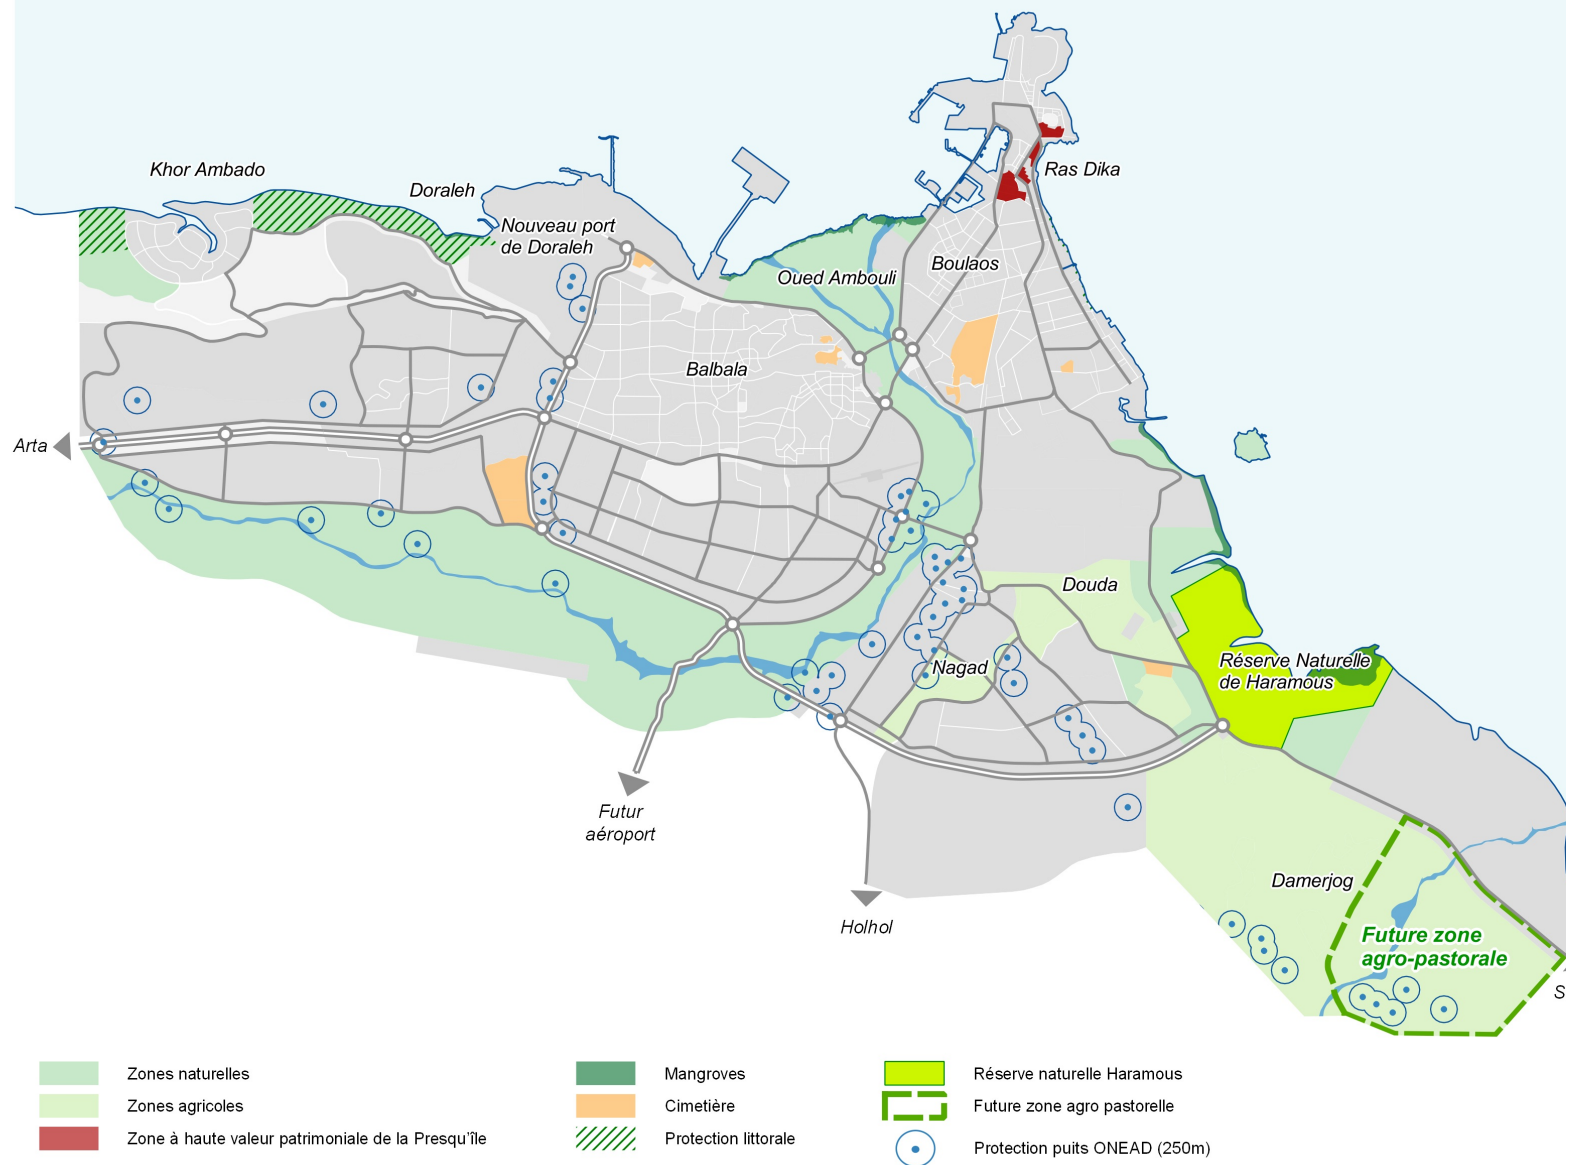 Khor Ambado
Doraleh
Nouveau port
de Doraleh
Ras Dika
Oued Ambouli
Boulaos
Balbala
Arta
Douda
Nagad
Réserve Naturelle
de Haramous
Futur
aéroport
Holhol
Damerjog
Future zone
agro-pastorale
S
Zones naturelles
Zones agricoles
Zone à haute valeur patrimoniale de la Presqu'île
Mangroves
Cimetière
Protection littorale
Réserve naturelle Haramous
Future zone agro pastorelle
Protection puits ONEAD (250m)